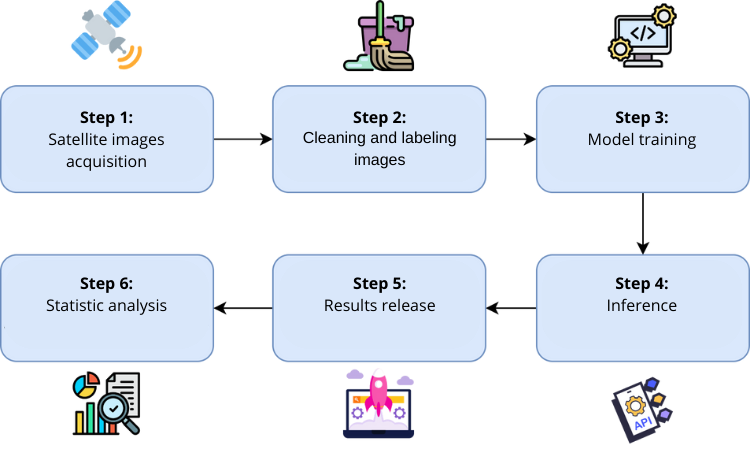 Step 1:
Satellite images
acquisition
Step 2:
Cleaning and labeling
images
</>
Step 3:
Model training
Step 6:
Statistic analysis
Step 5:
Results release
Step 4:
Inference
API